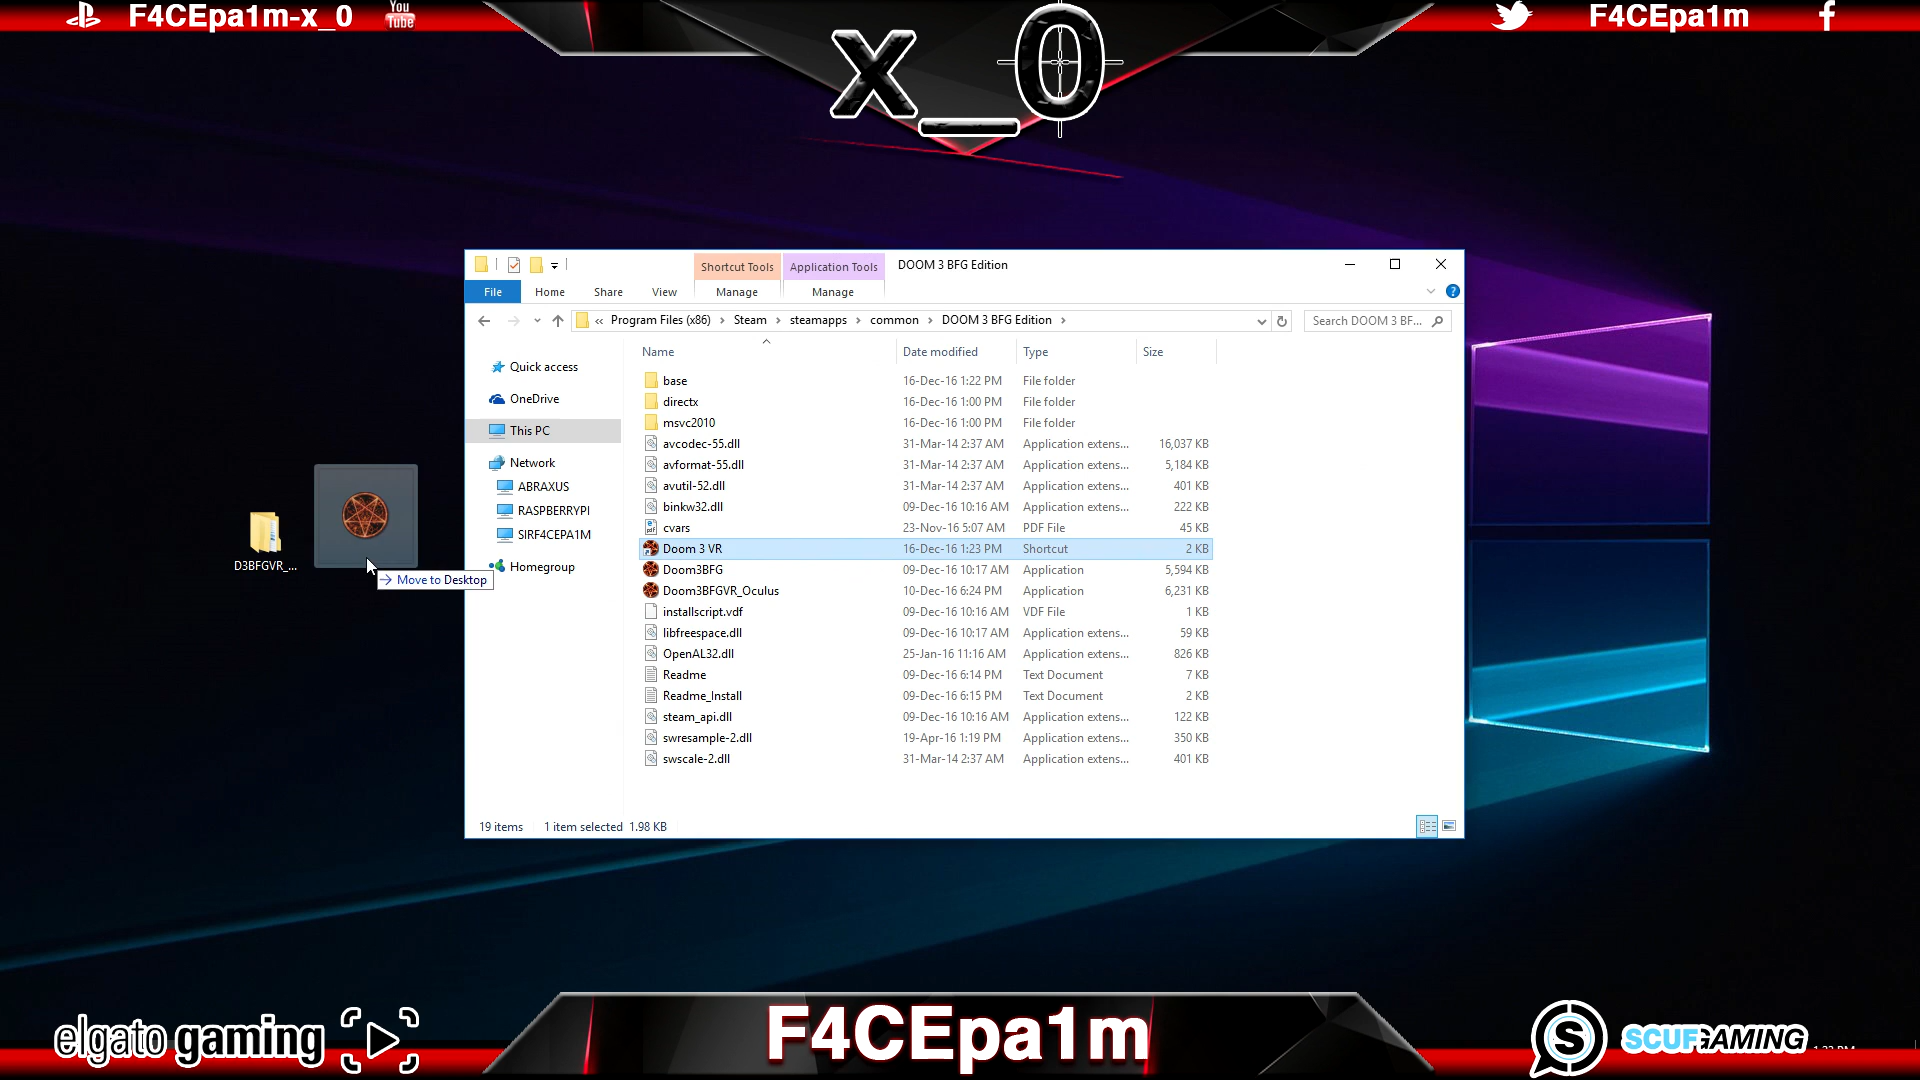 F4CEpa1m-x_0
You
Tube
x_0
F4CEpa1m
Shortcut Tools
Application Tools
DOOM 3 BFG Edition
File
Home
Share
View
Manage
Manage
?
« Program Files (x86) › Steam › steamapps › common › DOOM 3 BFG Edition ›
Search DOOM 3 BF...
Name
Date modified
Type
Size
Quick access
OneDrive
This PC
Network
ABRAXUS
RASPBERRYPI
SIRF4CEPA1M
Homegroup
base 16-Dec-16 1:22 PM File folder
directx 16-Dec-16 1:00 PM File folder
msvc2010 16-Dec-16 1:00 PM File folder
avcodec-55.dll 31-Mar-14 2:37 AM Application extens... 16,037 KB
avformat-55.dll 31-Mar-14 2:37 AM Application extens... 5,184 KB
avutil-52.dll 31-Mar-14 2:37 AM Application extens... 401 KB
binkw32.dll 09-Dec-16 10:16 AM Application extens... 222 KB
cvars 23-Nov-16 5:07 AM PDF File 45 KB
Doom 3 VR 16-Dec-16 1:23 PM Shortcut 2 KB
Doom3BFG 09-Dec-16 10:17 AM Application 5,594 KB
Doom3BFGVR_Oculus 10-Dec-16 6:24 PM Application 6,231 KB
installscript.vdf 09-Dec-16 10:16 AM VDF File 1 KB
libfreespace.dll 09-Dec-16 10:17 AM Application extens... 59 KB
OpenAL32.dll 25-Jan-16 11:16 AM Application extens... 826 KB
Readme 09-Dec-16 6:14 PM Text Document 7 KB
Readme_Install 09-Dec-16 6:15 PM Text Document 2 KB
steam_api.dll 09-Dec-16 10:16 AM Application extens... 122 KB
swresample-2.dll 19-Apr-16 1:19 PM Application extens... 350 KB
swscale-2.dll 31-Mar-14 2:37 AM Application extens... 401 KB
D3BFGVR_...
Move to Desktop
19 items
1 item selected 1.98 KB
elgato gaming
F4CEpa1m
S
SCUFGAMING